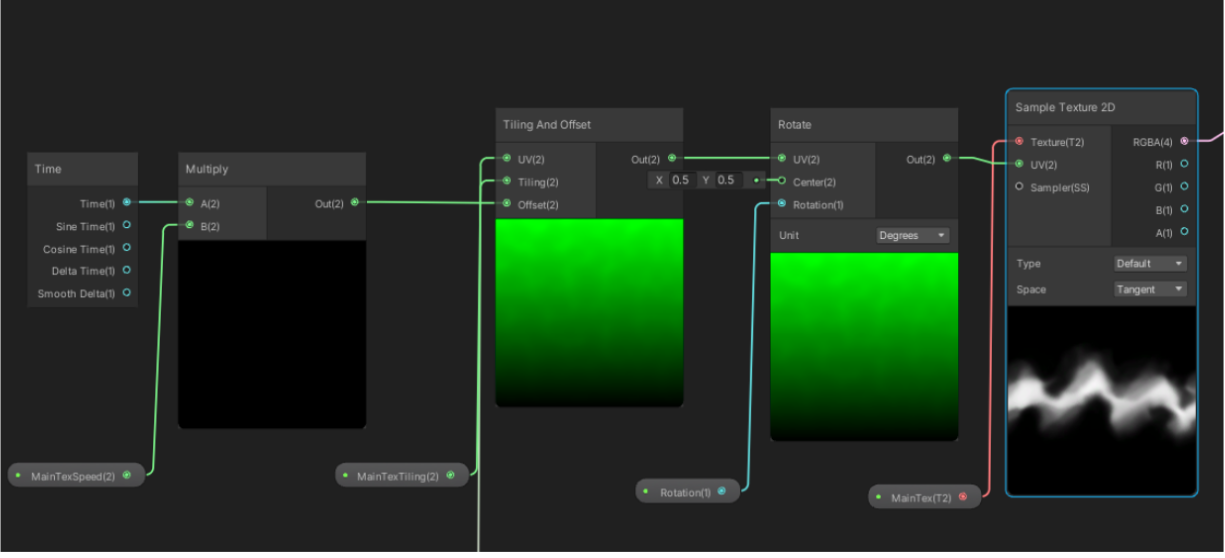 Time
Time(1)
Sine Time(1)
Cosine Time(1)
Delta Time(1)
Smooth Delta(1)
Multiply
A(2)
B(2)
Out(2)
MainTexSpeed(2)
Tiling And Offset
UV(2)
Tiling(2)
Offset(2)
Out(2)
MainTexTiling(2)
X 0.5 Y 0.5
Rotate
UV(2)
Center(2)
Rotation(1)
Out(2)
Unit Degrees
Rotation(1)
Sample Texture 2D
Texture(T2)
UV(2)
Sampler(SS)
RGBA(4)
R(1)
G(1)
B(1)
A(1)
Type Default
Space Tangent
MainTex(T2)